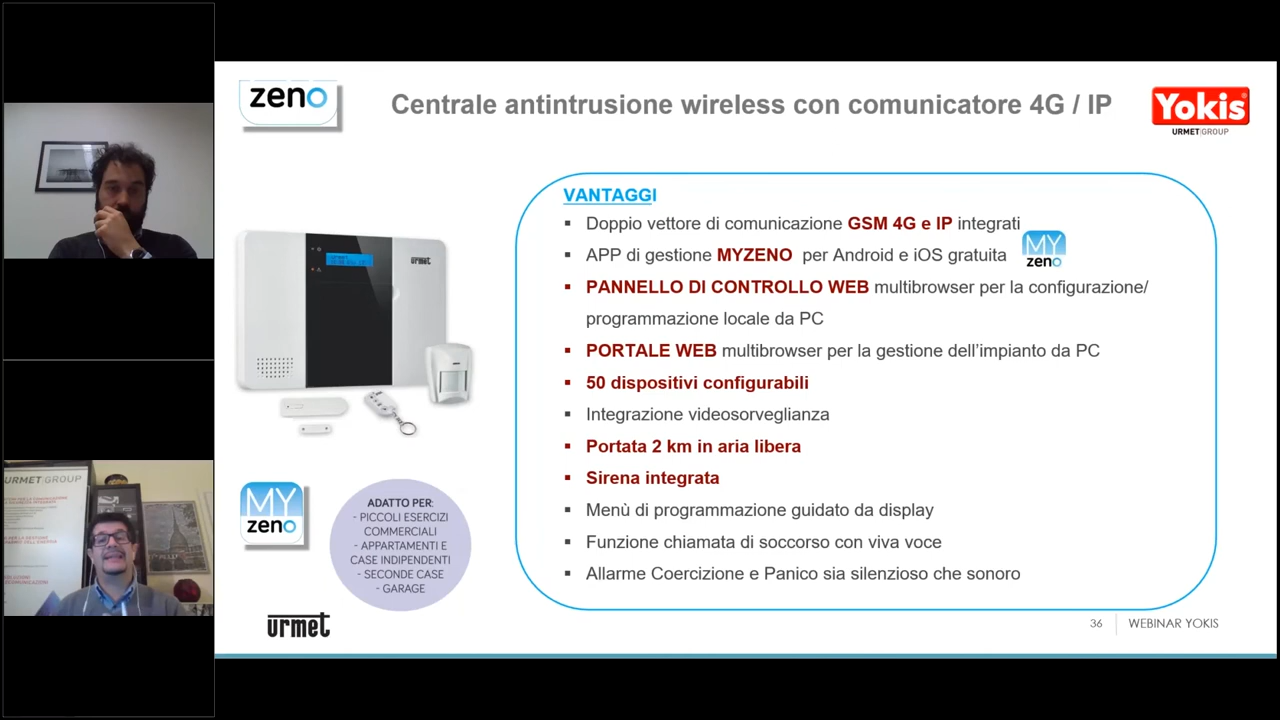 zeno
Centrale antintrusione wireless con comunicatore 4G / IP
Yokis
URMET|GROUP
VANTAGGI
Doppio vettore di comunicazione GSM 4G e IP integrati
APP di gestione MYZENO per Android e iOS gratuita
MY
zeno
PANNELLO DI CONTROLLO WEB multibrowser per la configurazione/
programmazione locale da PC
PORTALE WEB multibrowser per la gestione dell'impianto da PC
50 dispositivi configurabili
Integrazione videosorveglianza
Portata 2 km in aria libera
Sirena integrata
Menù di programmazione guidato da display
Funzione chiamata di soccorso con viva voce
Allarme Coercizione e Panico sia silenzioso che sonoro
urmet
MY
zeno
ADATTO PER:
- PICCOLI ESERCIZI
COMMERCIALI
- APPARTAMENTI E
CASE INDIPENDENTI
- SECONDE CASE
- GARAGE
urmet
36
WEBINAR YOKIS
URMET|GROUP